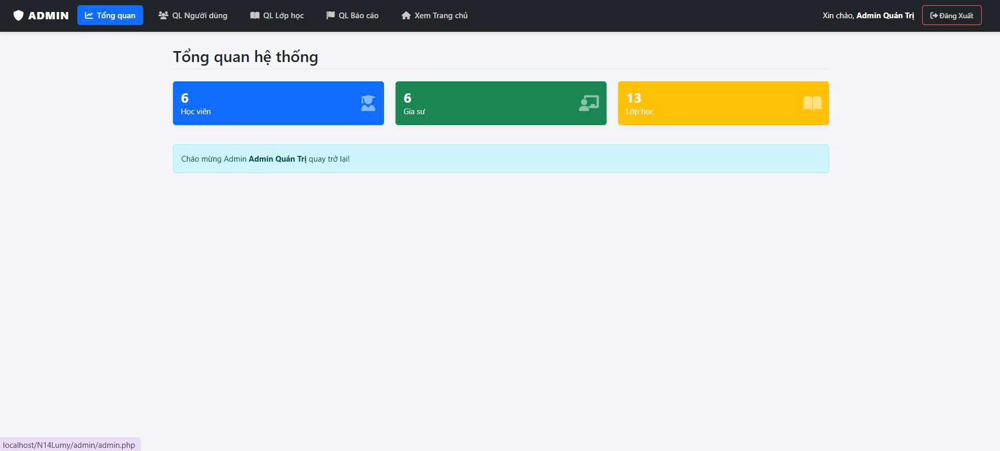 ADMIN Tổng quan QL Người dùng QL Lớp học QL Báo cáo Xem Trang chủ Xin chào, Admin Quản Trị Đăng Xuất
Tổng quan hệ thống
6
Học viên
6
Gia sư
13
Lớp học
Chào mừng Admin Admin Quản Trị quay trở lại!
localhost/N14Lurny/admin/admin.php